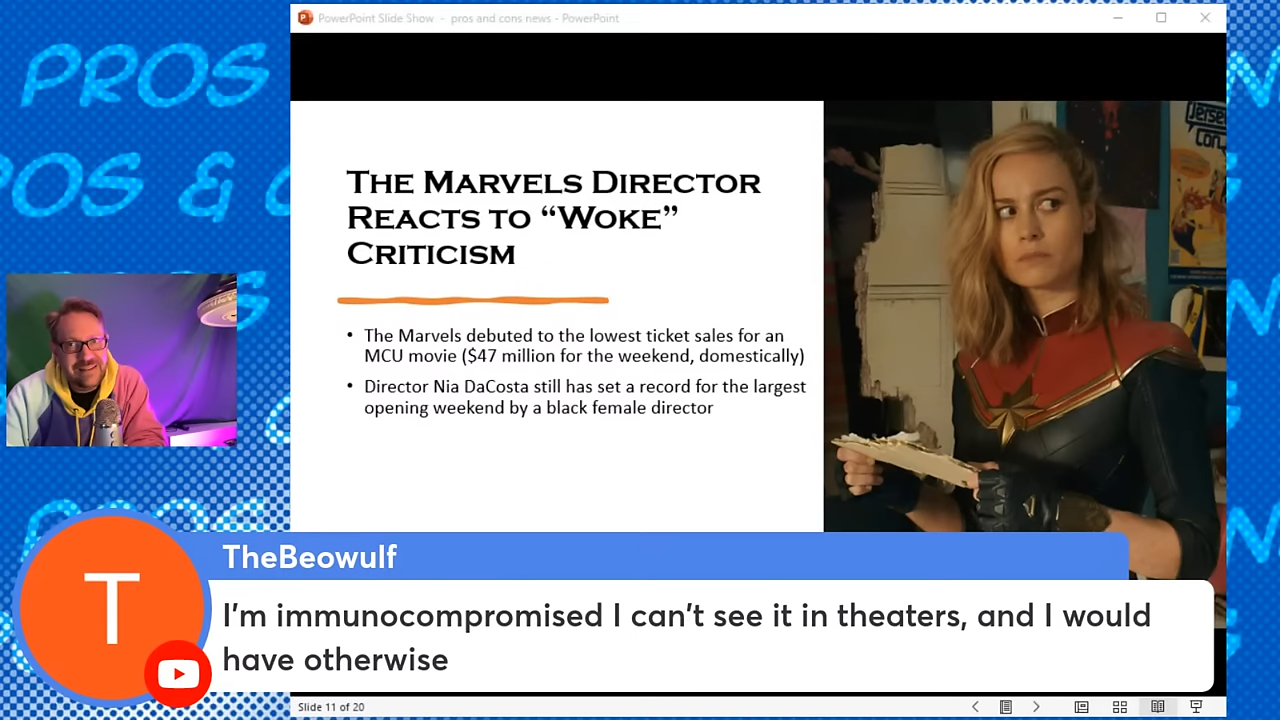 PowerPoint Slide Show - pros and cons news - PowerPoint
PROS
OS & C
THE MARVELS DIRECTOR
REACTS TO “WOKE”
CRITICISM
• The Marvels debuted to the lowest ticket sales for an
MCU movie ($47 million for the weekend, domestically)
• Director Nia DaCosta still has set a record for the largest
opening weekend by a black female director
Jersey
Con
T
TheBeowulf
I’m immunocompromised I can’t see it in theaters, and I would
have otherwise
Slide 11 of 20